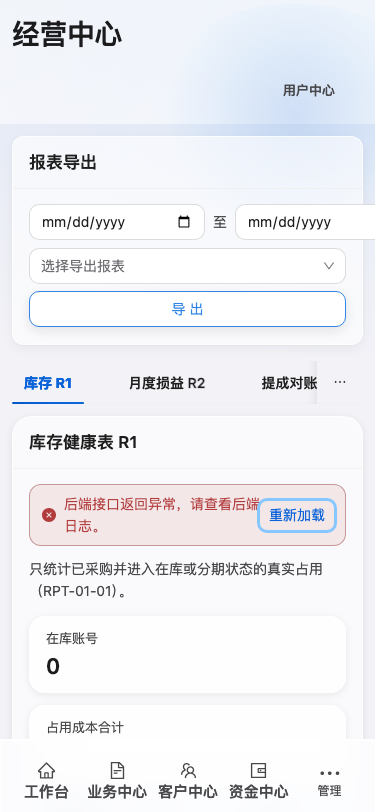 经营中心
用户中心
报表导出
mm/dd/yyyy 至 mm/dd/yyyy
选择导出报表
导 出
库存 R1 月度损益 R2 提成对账 ···
库存健康表 R1
后端接口返回异常，请查看后端
日志。
重新加载
只统计已采购并进入在库或分期状态的真实占用
（RPT-01-01）。
在库账号
0
占用成本合计
工作台 业务中心 客户中心 资金中心 管理